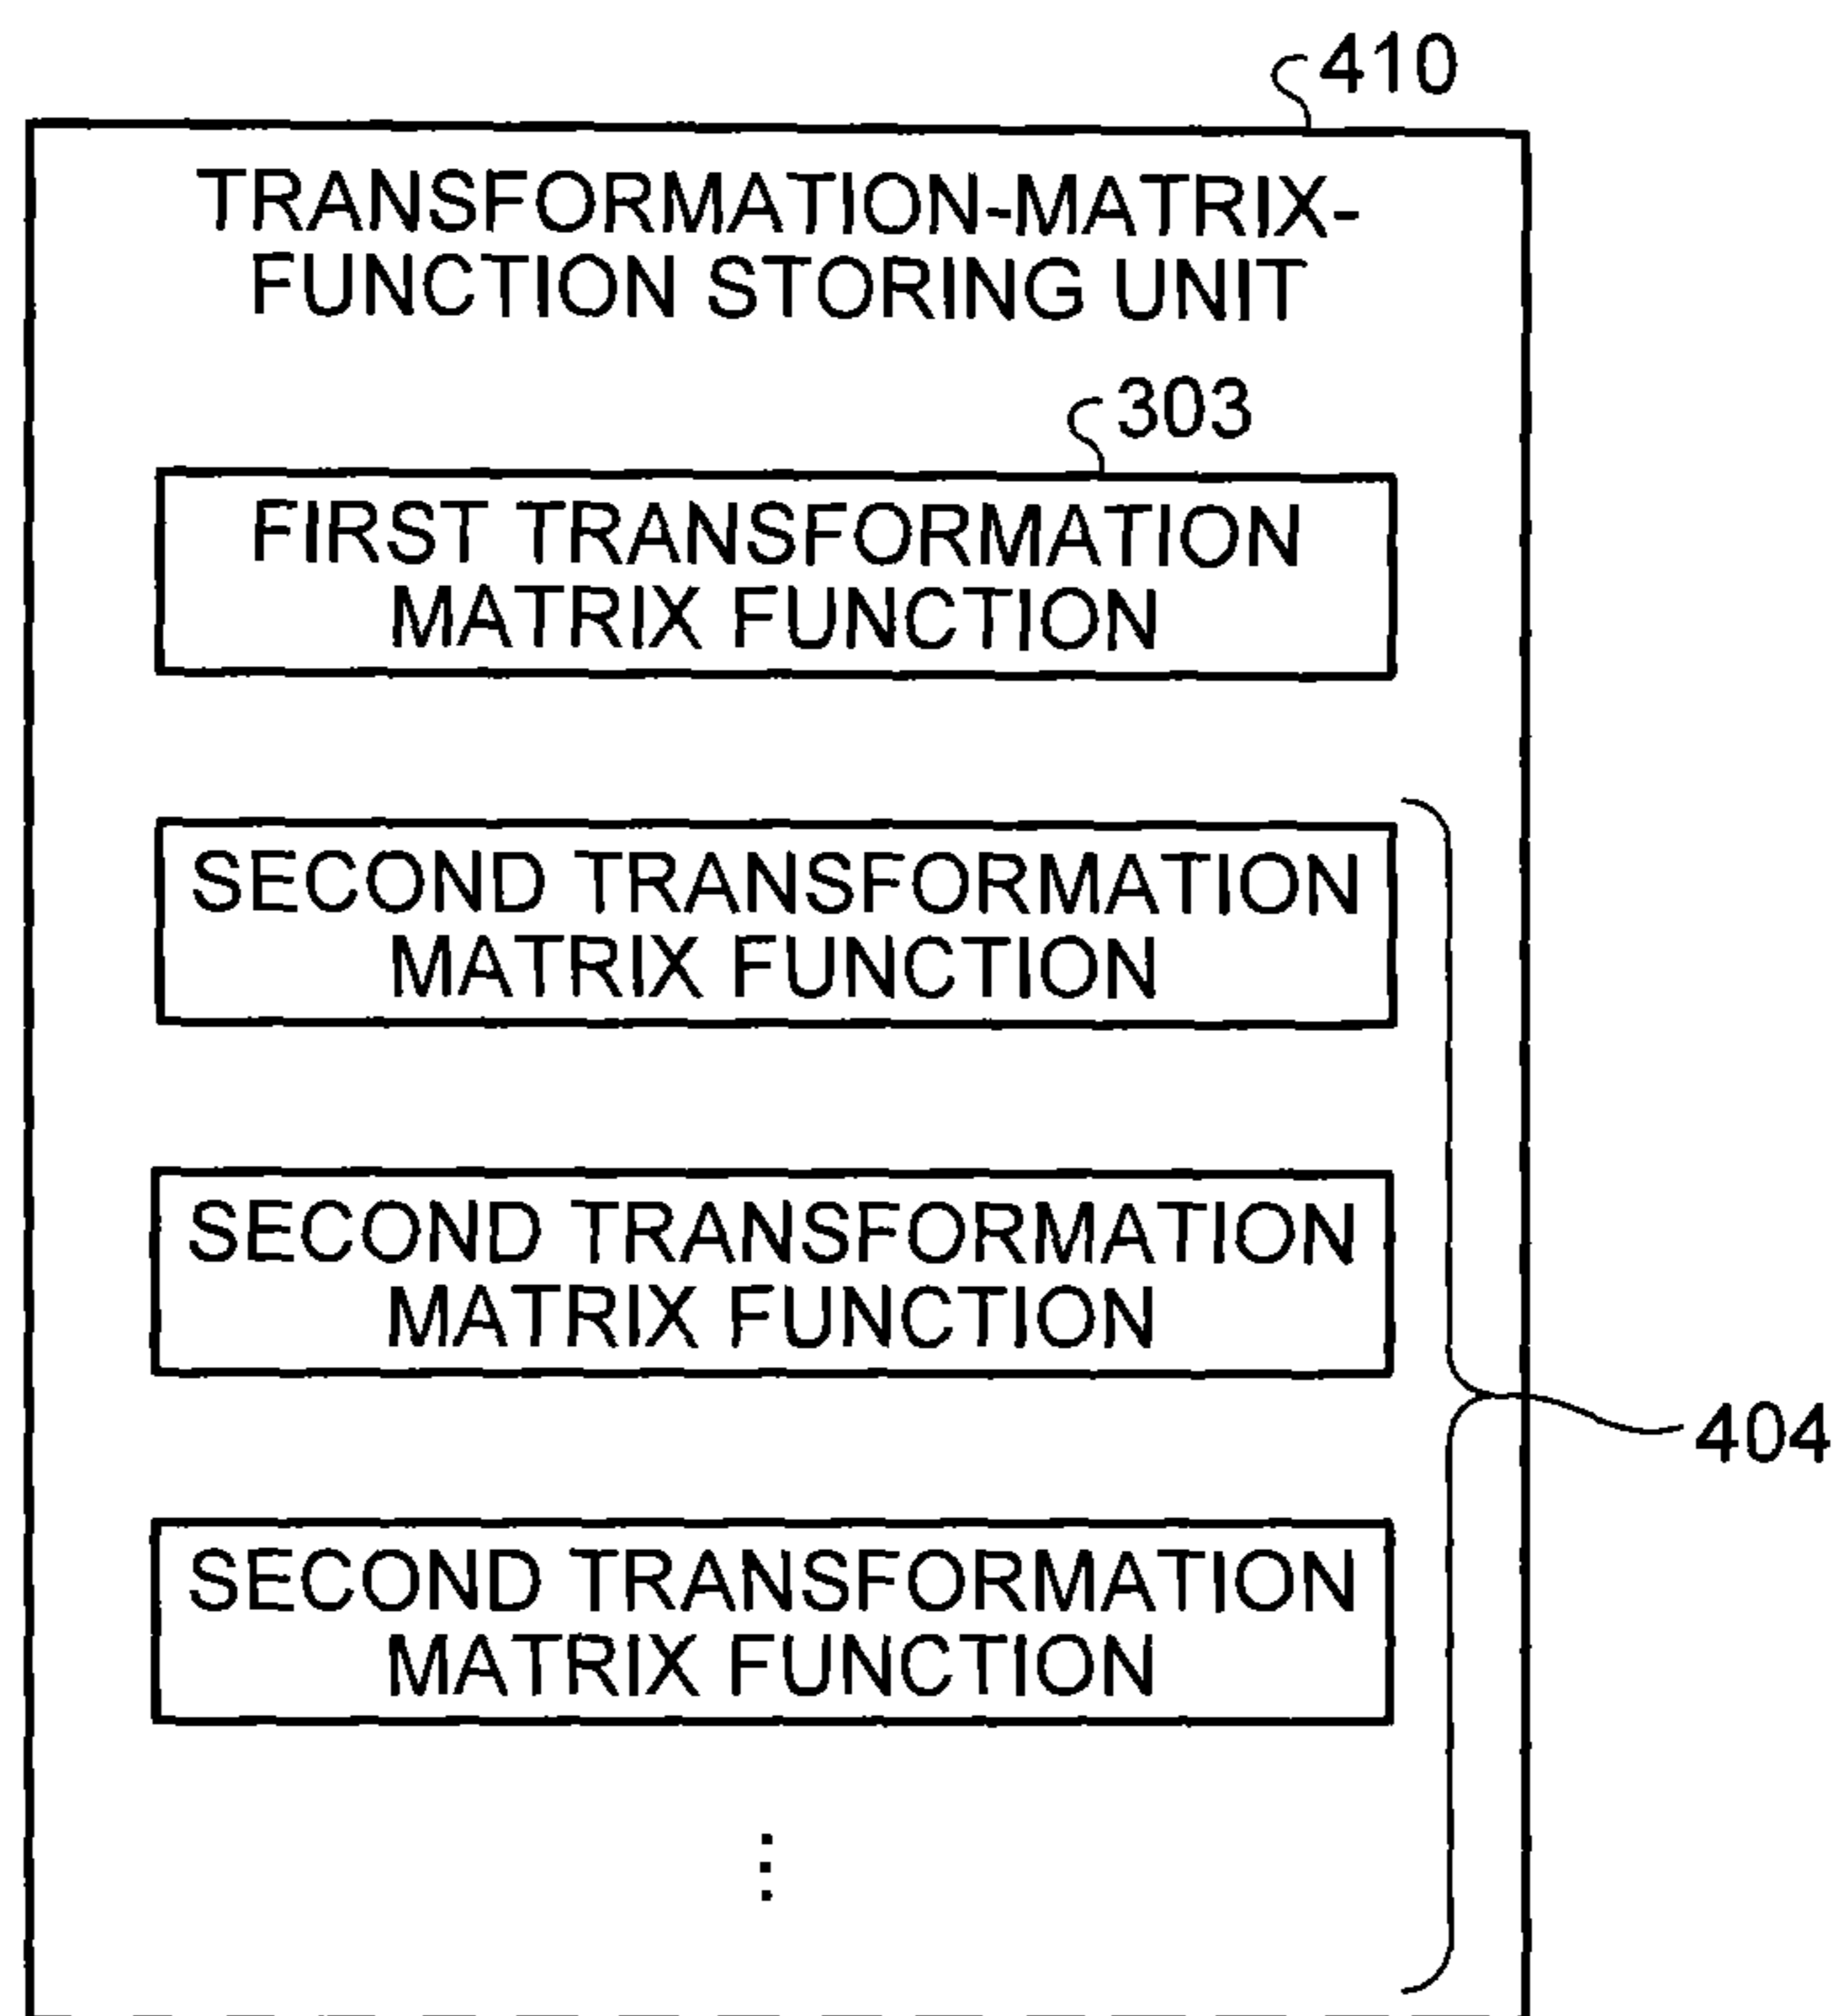 410
TRANSFORMATION-MATRIX-
FUNCTION STORING UNIT
303
FIRST TRANSFORMATION
MATRIX FUNCTION
SECOND TRANSFORMATION
MATRIX FUNCTION
SECOND TRANSFORMATION
MATRIX FUNCTION
404
SECOND TRANSFORMATION
MATRIX FUNCTION